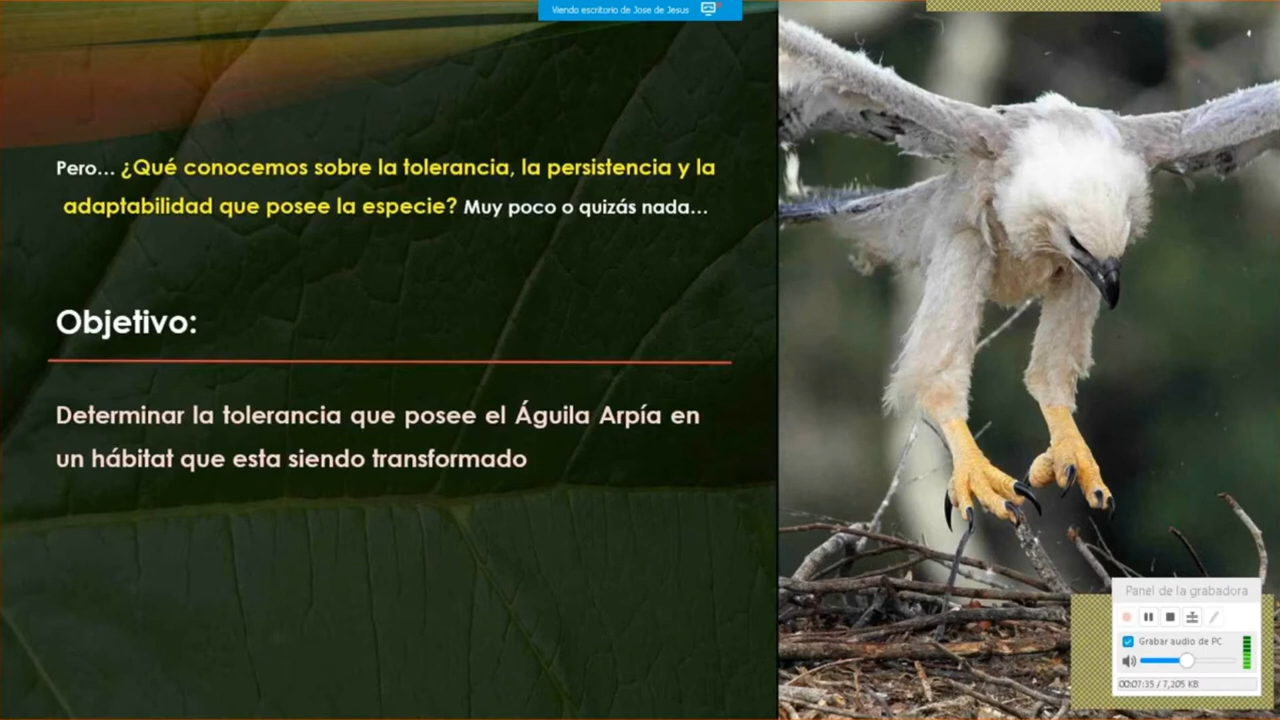 Viendo escritorio de Jose de Jesus
Pero... ¿Qué conocemos sobre la tolerancia, la persistencia y la
adaptabilidad que posee la especie? Muy poco o quizás nada...
Objetivo:
Determinar la tolerancia que posee el Águila Arpía en
un hábitat que esta siendo transformado
Panel de la grabadora
Grabar audio de PC
00:07:35 / 7,205 KB